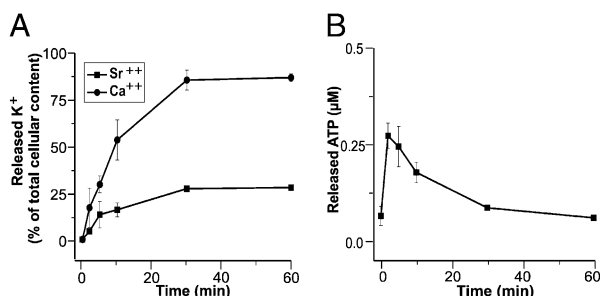 A
100
75
50
25
0
Sr ++
Ca++
Released K+
(% of total cellular content)
0 20 40 60
Time (min)
B
0.5
0.25
0.0
Released ATP (µM)
0 20 40 60
Time (min)